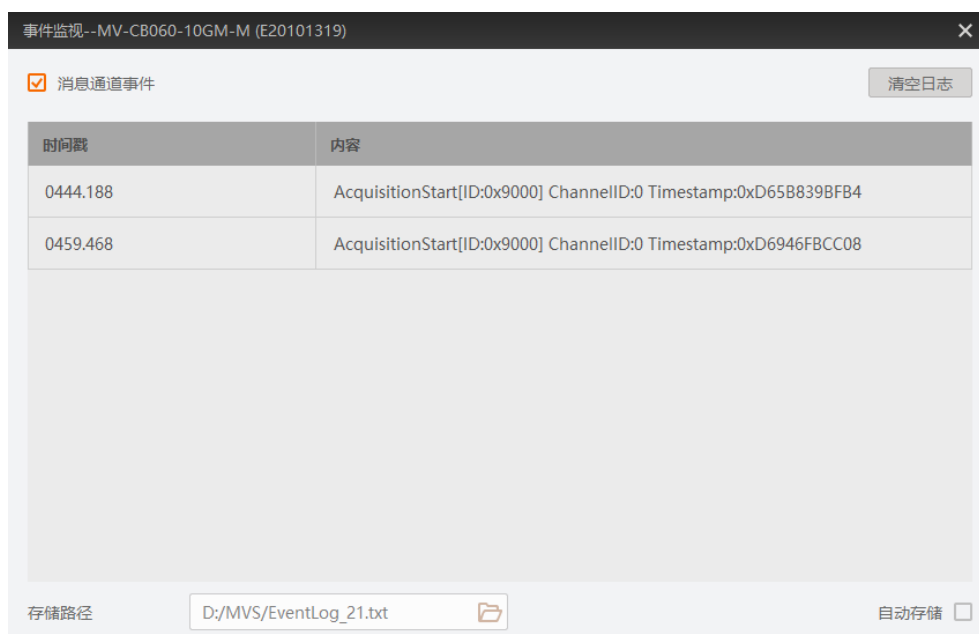 事件监视--MV-CB060-10GM-M (E20101319)
消息通道事件
清空日志
时间戳 内容
0444.188 AcquisitionStart[ID:0x9000] ChannelID:0 Timestamp:0xD65B839BFB4
0459.468 AcquisitionStart[ID:0x9000] ChannelID:0 Timestamp:0xD6946FBCC08
存储路径 D:/MVS/EventLog_21.txt 自动存储